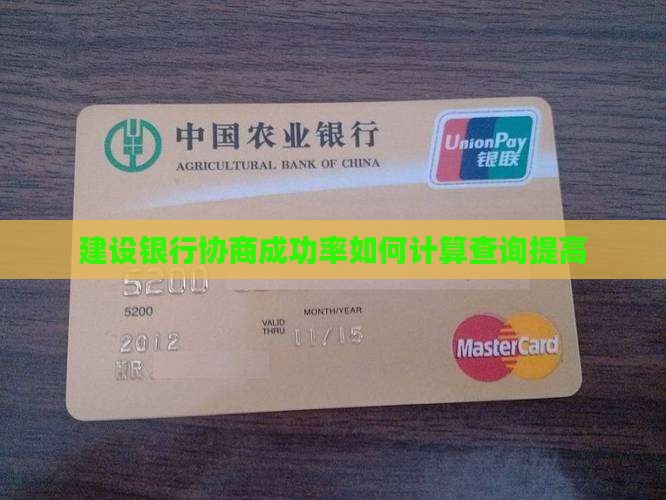 中国农业银行
AGRICULTURAL BANK OF CHINA
UnionPay
银联
建设银行协商成功率如何计算查询提高
5200
5200
MONTH/YEAR
VALID
THRU
11/15
2012
MR.
MasterCard